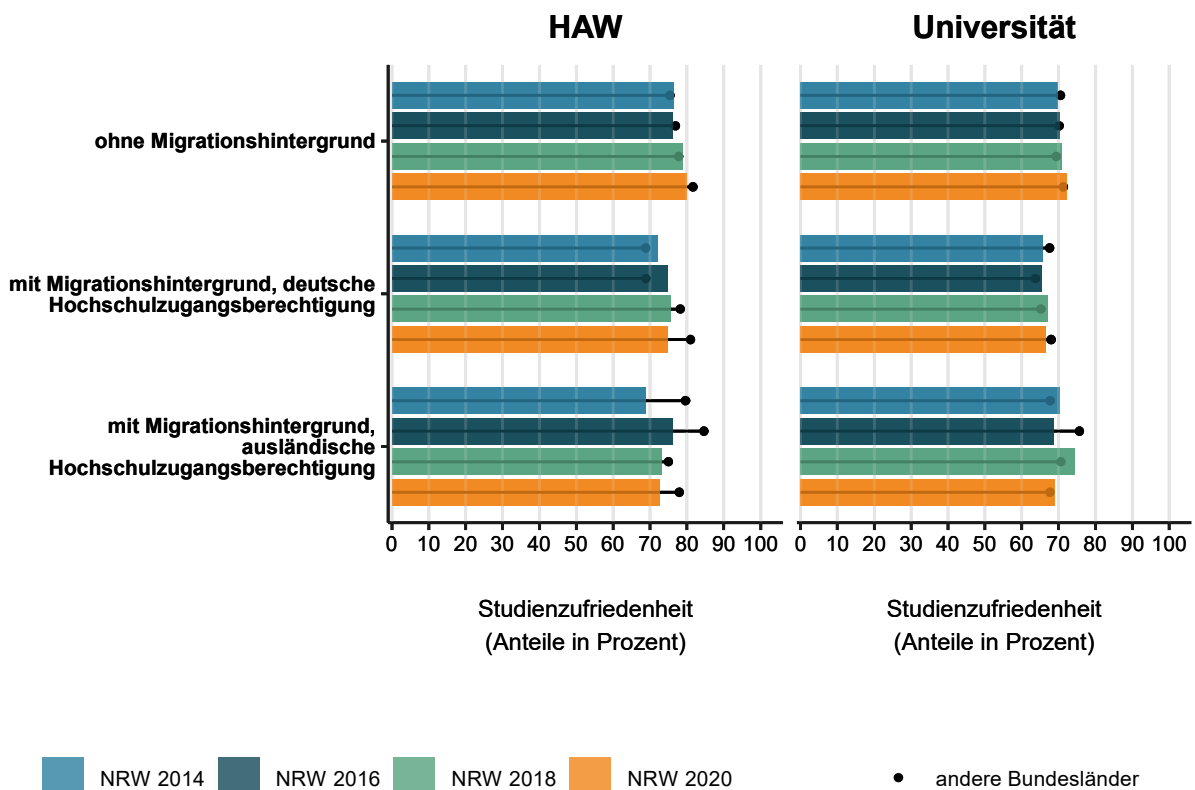 HAW
Universität
ohne Migrationshintergrund
mit Migrationshintergrund, deutsche
Hochschulzugangsberechtigung
mit Migrationshintergrund,
ausländische
Hochschulzugangsberechtigung
0 10 20 30 40 50 60 70 80 90 100
0 10 20 30 40 50 60 70 80 90 100
Studienzufriedenheit
(Anteile in Prozent)
Studienzufriedenheit
(Anteile in Prozent)
NRW 2014 NRW 2016 NRW 2018 NRW 2020 andere Bundesländer